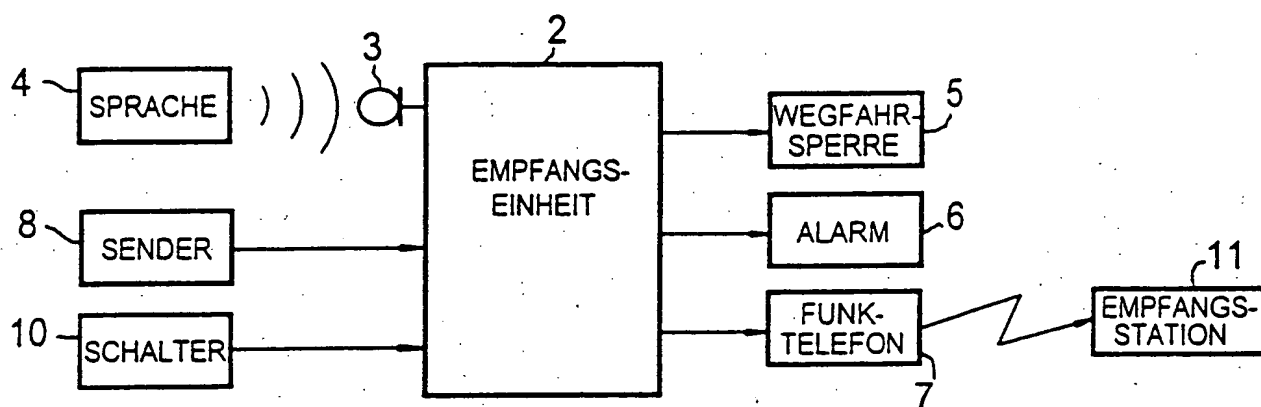 2
3
4
SPRACHE
5
WEGFAHR-
SPERRE
EMPFANGS-
EINHEIT
8
SENDER
6
ALARM
10
SCHALTER
FUNK-
TELEFON
7
11
EMPFANGS-
STATION